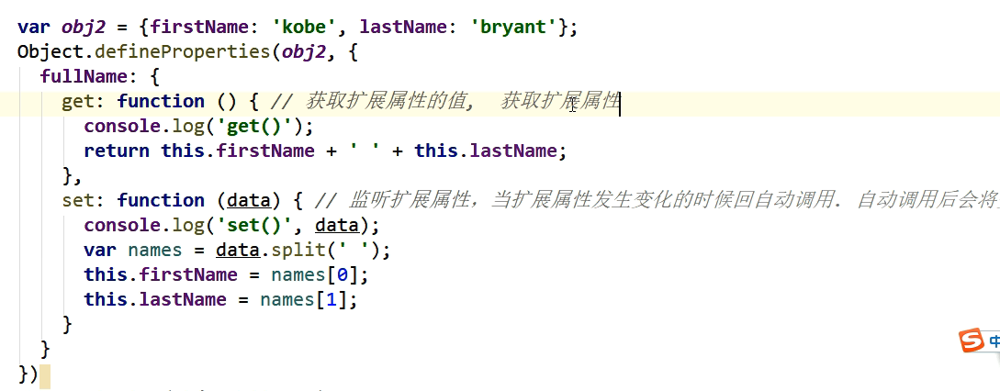 var obj2 = {firstName: 'kobe', lastName: 'bryant'};
Object.defineProperties(obj2, {
fullName: {
get: function () { // 获取扩展属性的值, 获取扩展属性
console.log('get()');
return this.firstName + ' ' + this.lastName;
},
set: function (data) { // 监听扩展属性，当扩展属性发生变化的时候回自动调用. 自动调用后会将
console.log('set()', data);
var names = data.split(' ');
this.firstName = names[0];
this.lastName = names[1];
}
}
})
S 中